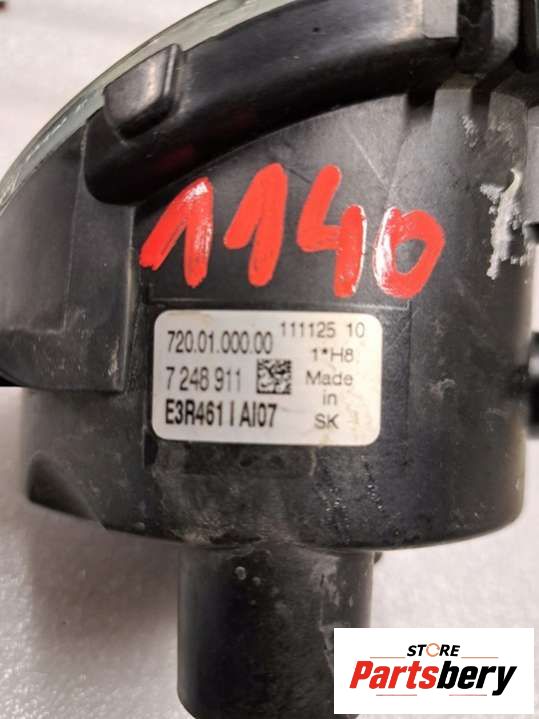 1140
720.01.000.00 111125 10
1*H8
7 248 911 Made
in
E3R461 I AI07 SK
STORE
Partsbery